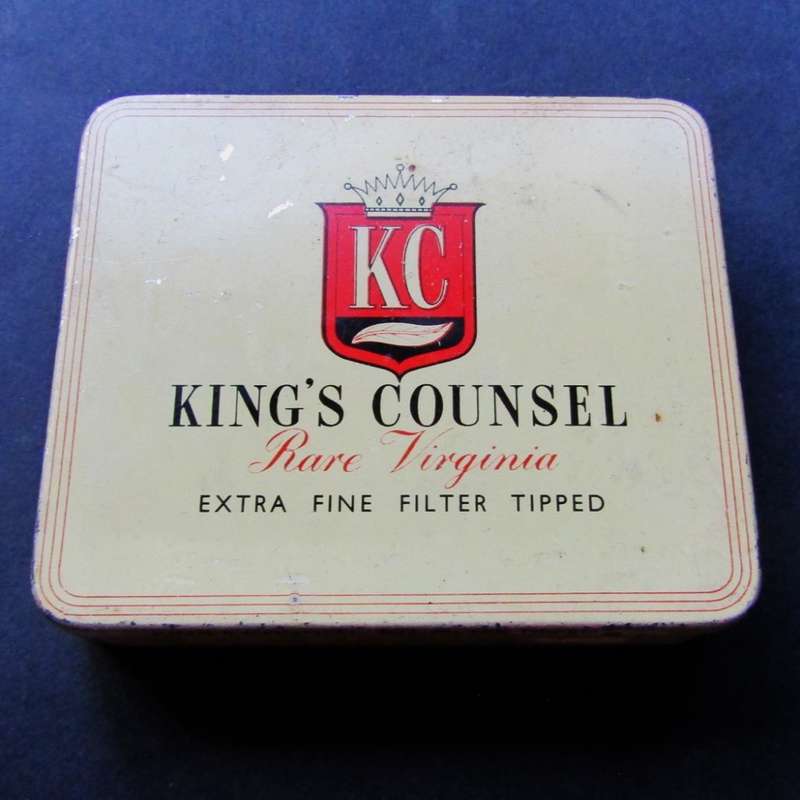 KC
KING'S COUNSEL
Rare Virginia
EXTRA FINE FILTER TIPPED